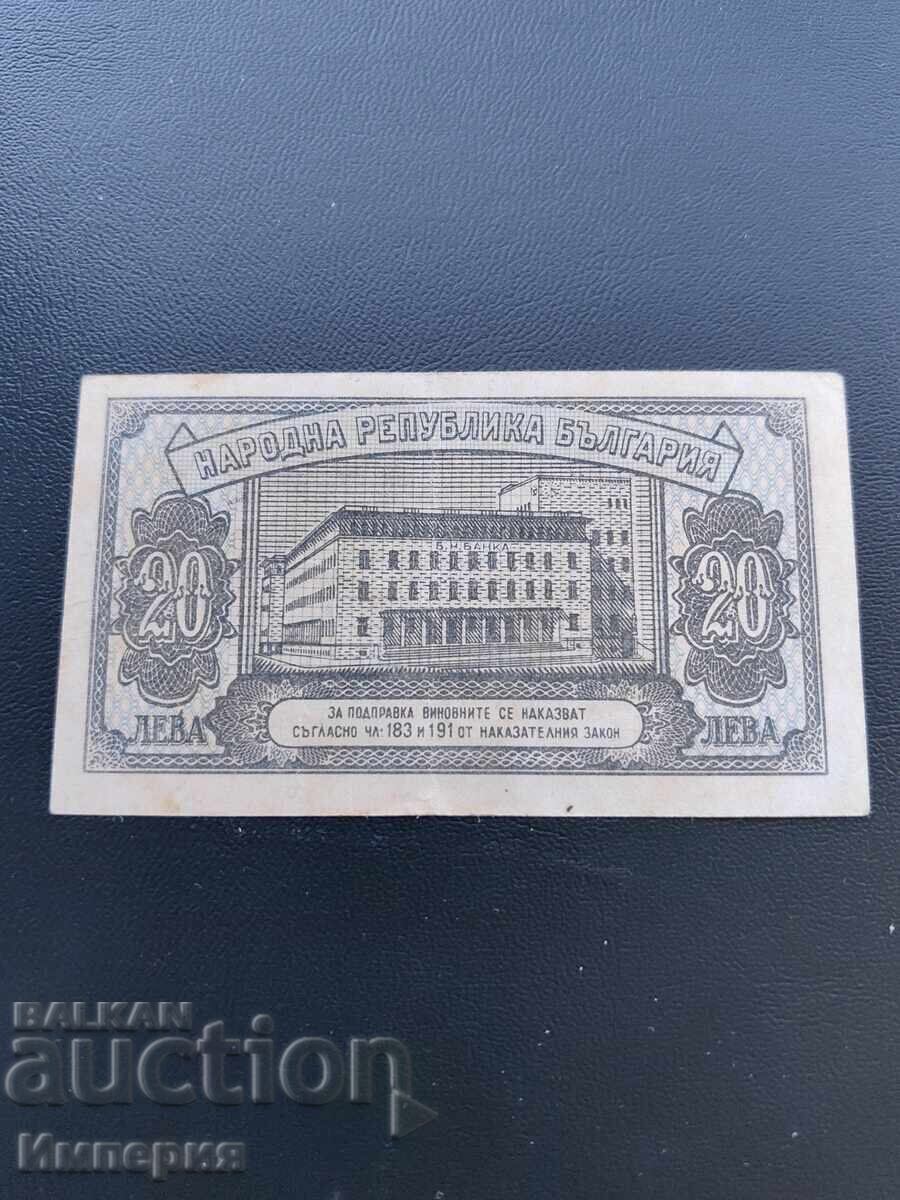 НАРОДНА РЕПУБЛИКА БЪЛГАРИЯ
Б.Н.БАНКА
20 20
ЛЕВА ЛЕВА
ЗА ПОДПРАВКА ВИНОВНИТЕ СЕ НАКАЗВАТ
СЪГЛАСНО ЧЛ. 183 И 191 ОТ НАКАЗАТЕЛНИЯ ЗАКОН
BALKAN
auction
Империя